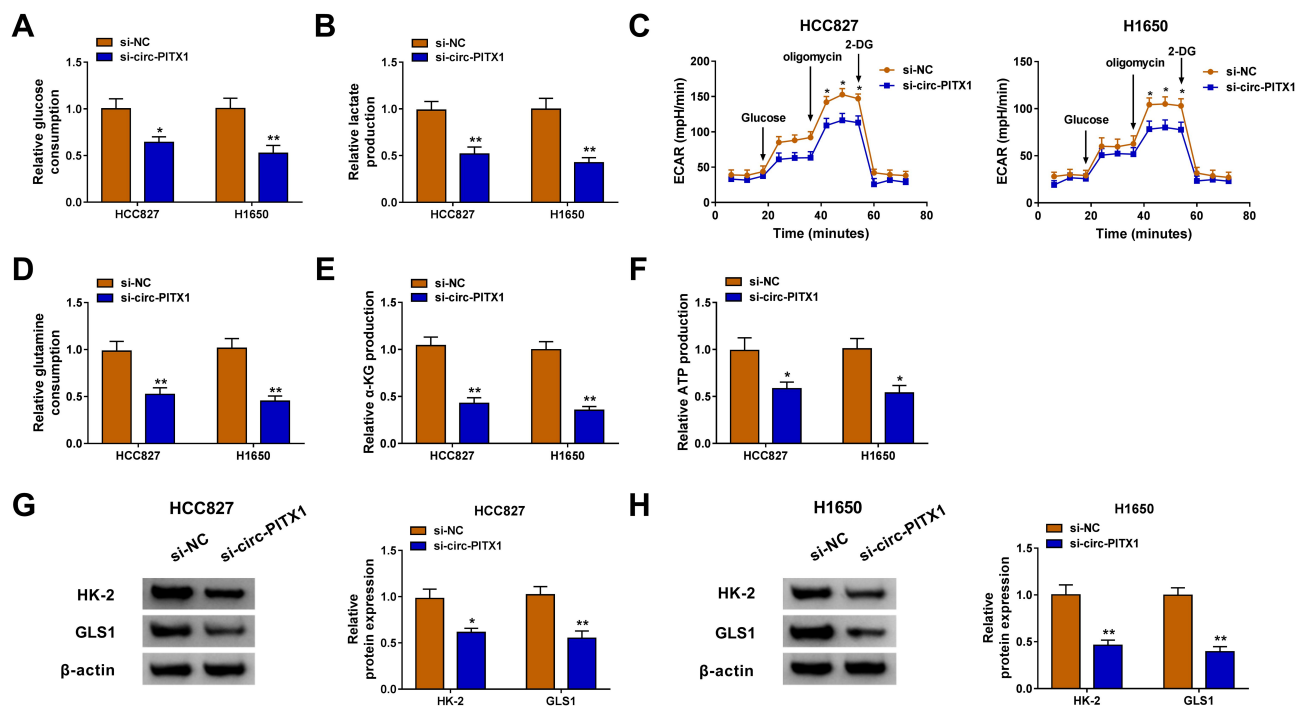 A
si-NC
si-circ-PITX1
Relative glucose
consumption
1.5
1.0
0.5
0.0
*
**
HCC827
H1650
B
si-NC
si-circ-PITX1
Relative lactate
production
1.5
1.0
0.5
0.0
**
**
HCC827
H1650
C
HCC827
ECAR (mpH/min)
200
150
100
50
0
Glucose
oligomycin
2-DG
* * *
si-NC
si-circ-PITX1
0 20 40 60 80
Time (minutes)
H1650
ECAR (mpH/min)
150
100
50
0
Glucose
oligomycin
2-DG
* * *
si-NC
si-circ-PITX1
0 20 40 60 80
Time (minutes)
D
si-NC
si-circ-PITX1
Relative glutamine
consumption
1.5
1.0
0.5
0.0
**
**
HCC827
H1650
E
si-NC
si-circ-PITX1
Relative α-KG production
1.5
1.0
0.5
0.0
**
**
HCC827
H1650
F
si-NC
si-circ-PITX1
Relative ATP production
1.5
1.0
0.5
0.0
*
*
HCC827
H1650
G
HCC827
si-NC
si-circ-PITX1
HK-2
GLS1
β-actin
HCC827
si-NC
si-circ-PITX1
Relative
protein expression
1.5
1.0
0.5
0.0
*
**
HK-2
GLS1
H
H1650
si-NC
si-circ-PITX1
HK-2
GLS1
β-actin
H1650
si-NC
si-circ-PITX1
Relative
protein expression
1.5
1.0
0.5
0.0
**
**
HK-2
GLS1